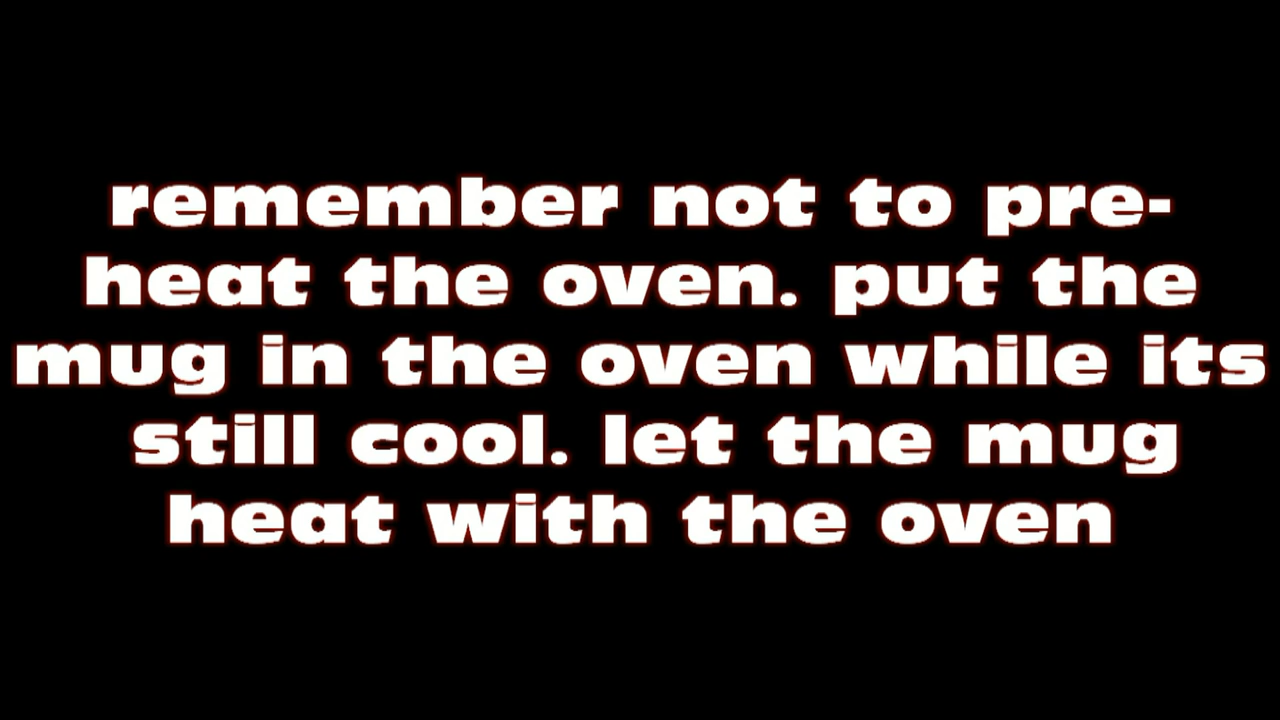 remember not to pre-
heat the oven. put the
mug in the oven while its
still cool. let the mug
heat with the oven